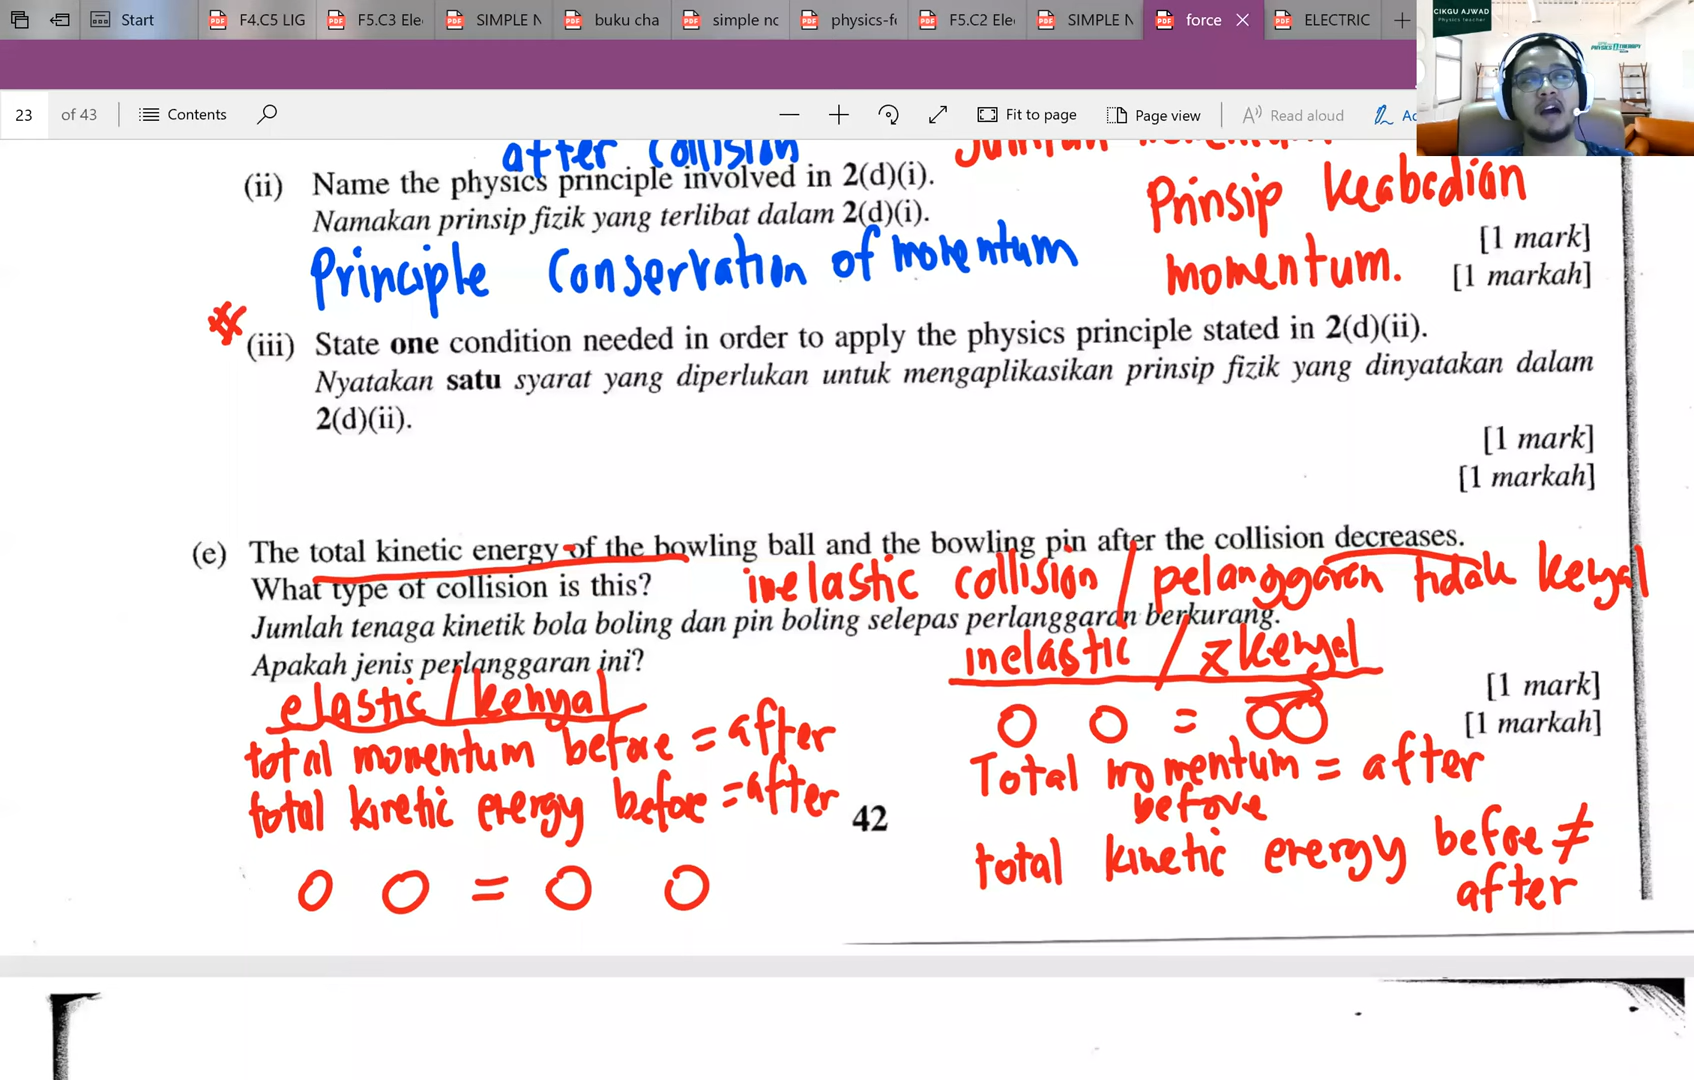 Start
F4.C5 LIG
F5.C3 Ele
SIMPLE N
buku cha
simple nc
physics-fo
F5.C2 Ele
SIMPLE N
force
ELECTRIC
CIKGU AJWAD
Physics teacher
23 of 43
Contents
Fit to page
Page view
Read aloud
after collision
(ii) Name the physics principle involved in 2(d)(i).
Namakan prinsip fizik yang terlibat dalam 2(d)(i).
Prinsip keabadian
momentum.
Principle Conservation of momentum
[1 mark]
[1 markah]
(iii) State one condition needed in order to apply the physics principle stated in 2(d)(ii).
Nyatakan satu syarat yang diperlukan untuk mengaplikasikan prinsip fizik yang dinyatakan dalam
2(d)(ii).
[1 mark]
[1 markah]
(e) The total kinetic energy of the bowling ball and the bowling pin after the collision decreases.
What type of collision is this?
inelastic collision / pelanggaran tidak kenyal
Jumlah tenaga kinetik bola boling dan pin boling selepas perlanggaran berkurang.
Apakah jenis perlanggaran ini?
inelastic / x kenyal
[1 mark]
[1 markah]
elastic / kenyal
total momentum before = after
total kinetic energy before = after
O O = O O
O O = OO
Total momentum = after
before
total kinetic energy before ≠
after
42